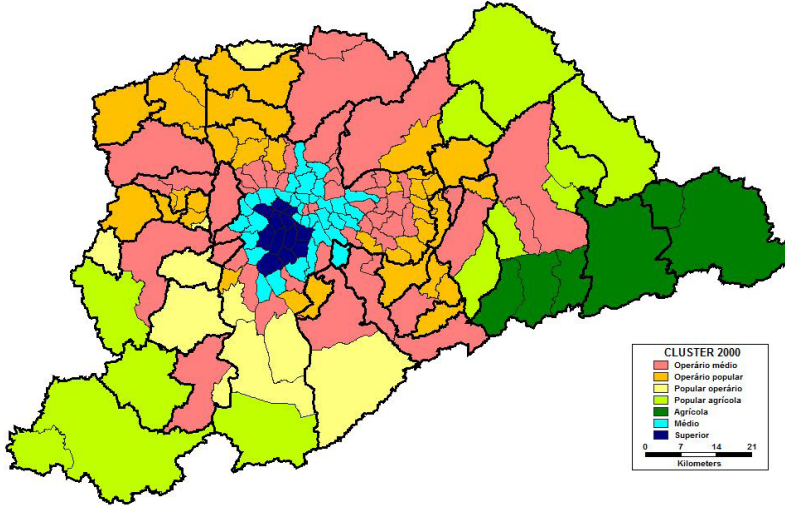 CLUSTER 2000
Operário médio
Operário popular
Popular operário
Popular agrícola
Agrícola
Médio
Superior
0 7 14 21
Kilometers